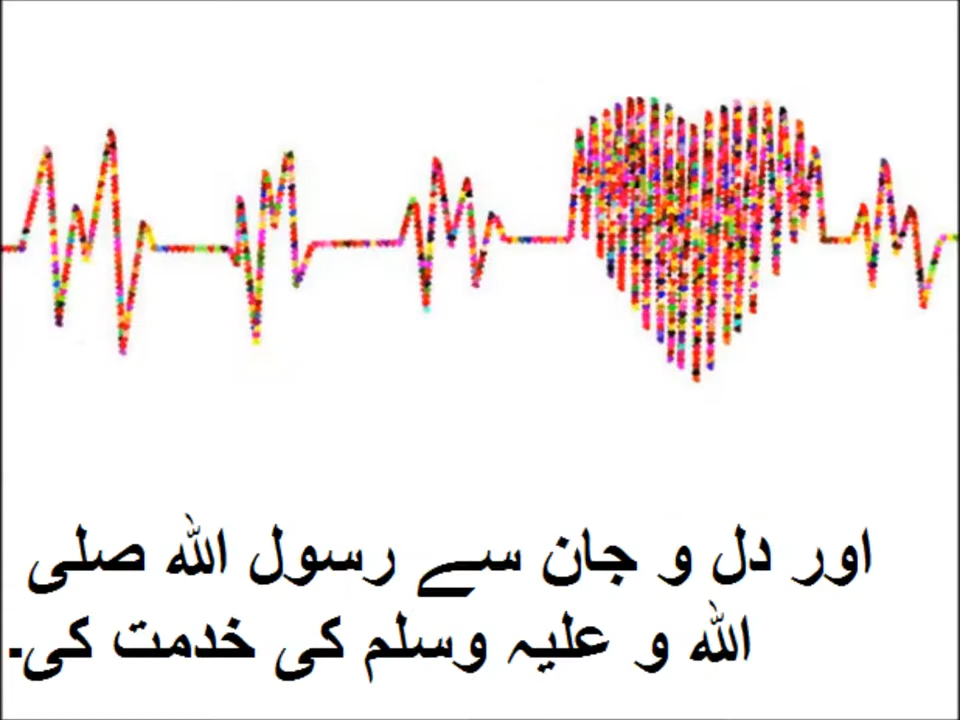 اور دل و جان سے رسول اللہ صلی
اللہ و علیہ وسلم کی خدمت کی۔